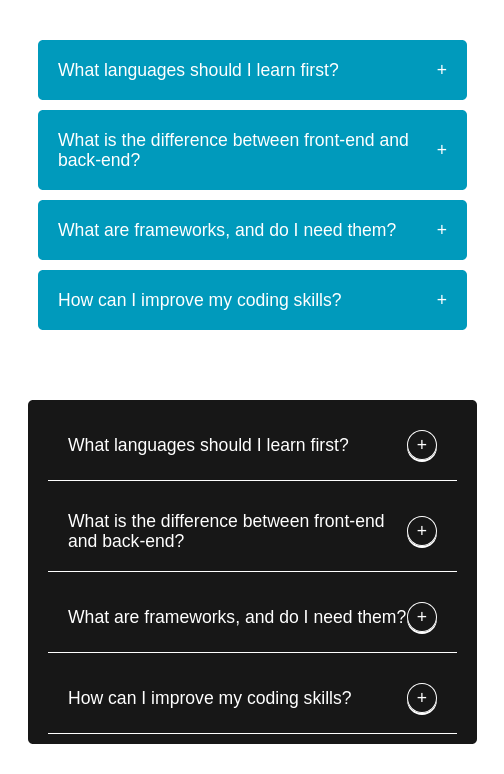 What languages should I learn first? +
What is the difference between front-end and
back-end? +
What are frameworks, and do I need them? +
How can I improve my coding skills? +
What languages should I learn first? +
What is the difference between front-end
and back-end? +
What are frameworks, and do I need them? +
How can I improve my coding skills? +